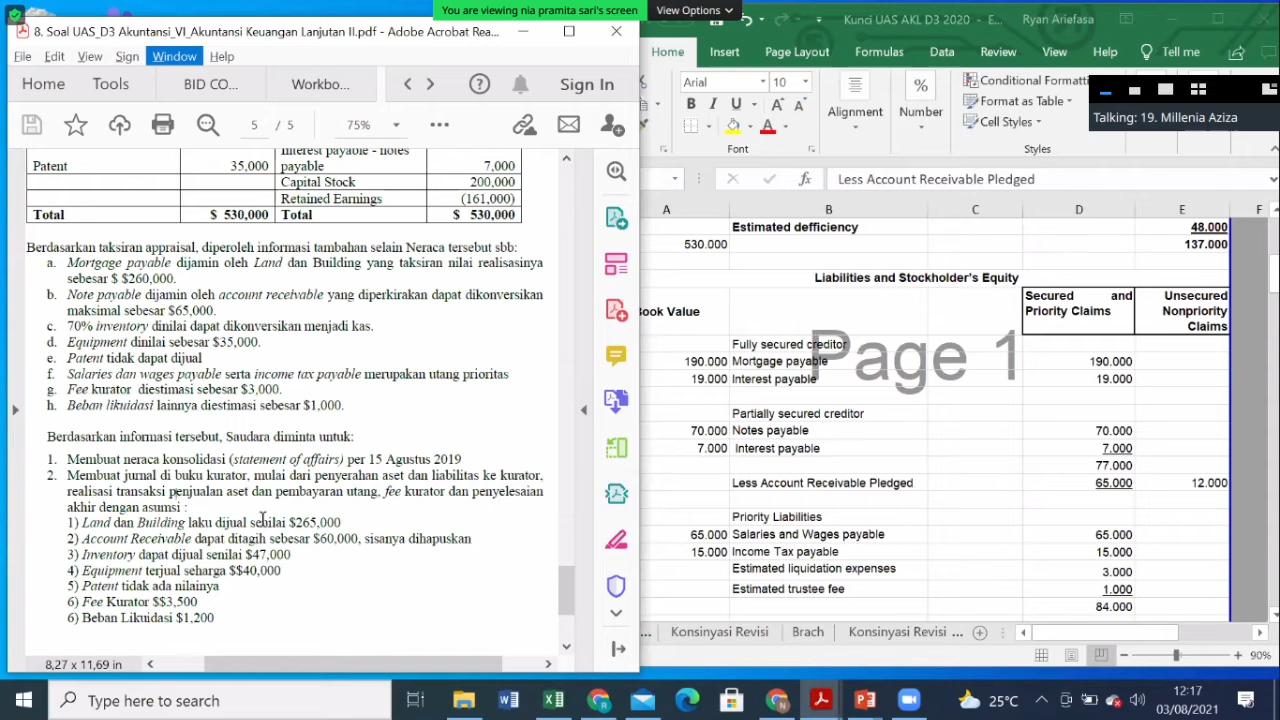 You are viewing nia pramita sari's screen
View Options
8. Soal UAS_D3 Akuntansi_VI_Akuntansi Keuangan Lanjutan II.pdf - Adobe Acrobat Rea...
File Edit View Sign Window Help
Home Tools BID CO... Workbo... Sign In
5 / 5 75%
Interest payable - notes
Patent 35,000 payable 7,000
Capital Stock 200,000
Retained Earnings (161,000)
Total $ 530,000 Total $ 530,000
Berdasarkan taksiran appraisal, diperoleh informasi tambahan selain Neraca tersebut sbb:
a. Mortgage payable dijamin oleh Land dan Building yang taksiran nilai realisasinya
sebesar $ $260,000.
b. Note payable dijamin oleh account receivable yang diperkirakan dapat dikonversikan
maksimal sebesar $65,000.
c. 70% inventory dinilai dapat dikonversikan menjadi kas.
d. Equipment dinilai sebesar $35,000.
e. Patent tidak dapat dijual
f. Salaries dan wages payable serta income tax payable merupakan utang prioritas
g. Fee kurator diestimasi sebesar $3,000.
h. Beban likuidasi lainnya diestimasi sebesar $1,000.
Berdasarkan informasi tersebut, Saudara diminta untuk:
1. Membuat neraca konsolidasi (statement of affairs) per 15 Agustus 2019
2. Membuat jurnal di buku kurator, mulai dari penyerahan aset dan liabilitas ke kurator,
realisasi transaksi penjualan aset dan pembayaran utang, fee kurator dan penyelesaian
akhir dengan asumsi :
1) Land dan Building laku dijual senilai $265,000
2) Account Receivable dapat ditagih sebesar $60,000, sisanya dihapuskan
3) Inventory dapat dijual senilai $47,000
4) Equipment terjual seharga $$40,000
5) Patent tidak ada nilainya
6) Fee Kurator $$3,500
6) Beban Likuidasi $1,200
8,27 x 11,69 in
Kunci UAS AKL D3 2020 - E... Ryan Ariefasa
Home Insert Page Layout Formulas Data Review View Help Tell me
Arial 10
B I U
Font
Alignment
Number
Conditional Formatti
Format as Table
Cell Styles
Styles
Talking: 19. Millenia Aziza
fx Less Account Receivable Pledged
A B C D E F
Estimated defficiency 48.000
530.000 137.000
Liabilities and Stockholder's Equity
Book Value Secured and Priority Claims Unsecured Nonpriority Claims
Page 1
Fully secured creditor
190.000 Mortgage payable 190.000
19.000 Interest payable 19.000
Partially secured creditor
70.000 Notes payable 70.000
7.000 Interest payable 7.000
77.000
Less Account Receivable Pledged 65.000 12.000
Priority Liabilities
65.000 Salaries and Wages payable 65.000
15.000 Income Tax payable 15.000
Estimated liquidation expenses 3.000
Estimated trustee fee 1.000
84.000
... Konsinyasi Revisi Brach Konsinyasi Revisi ...
90%
Type here to search
25°C
12:17
03/08/2021